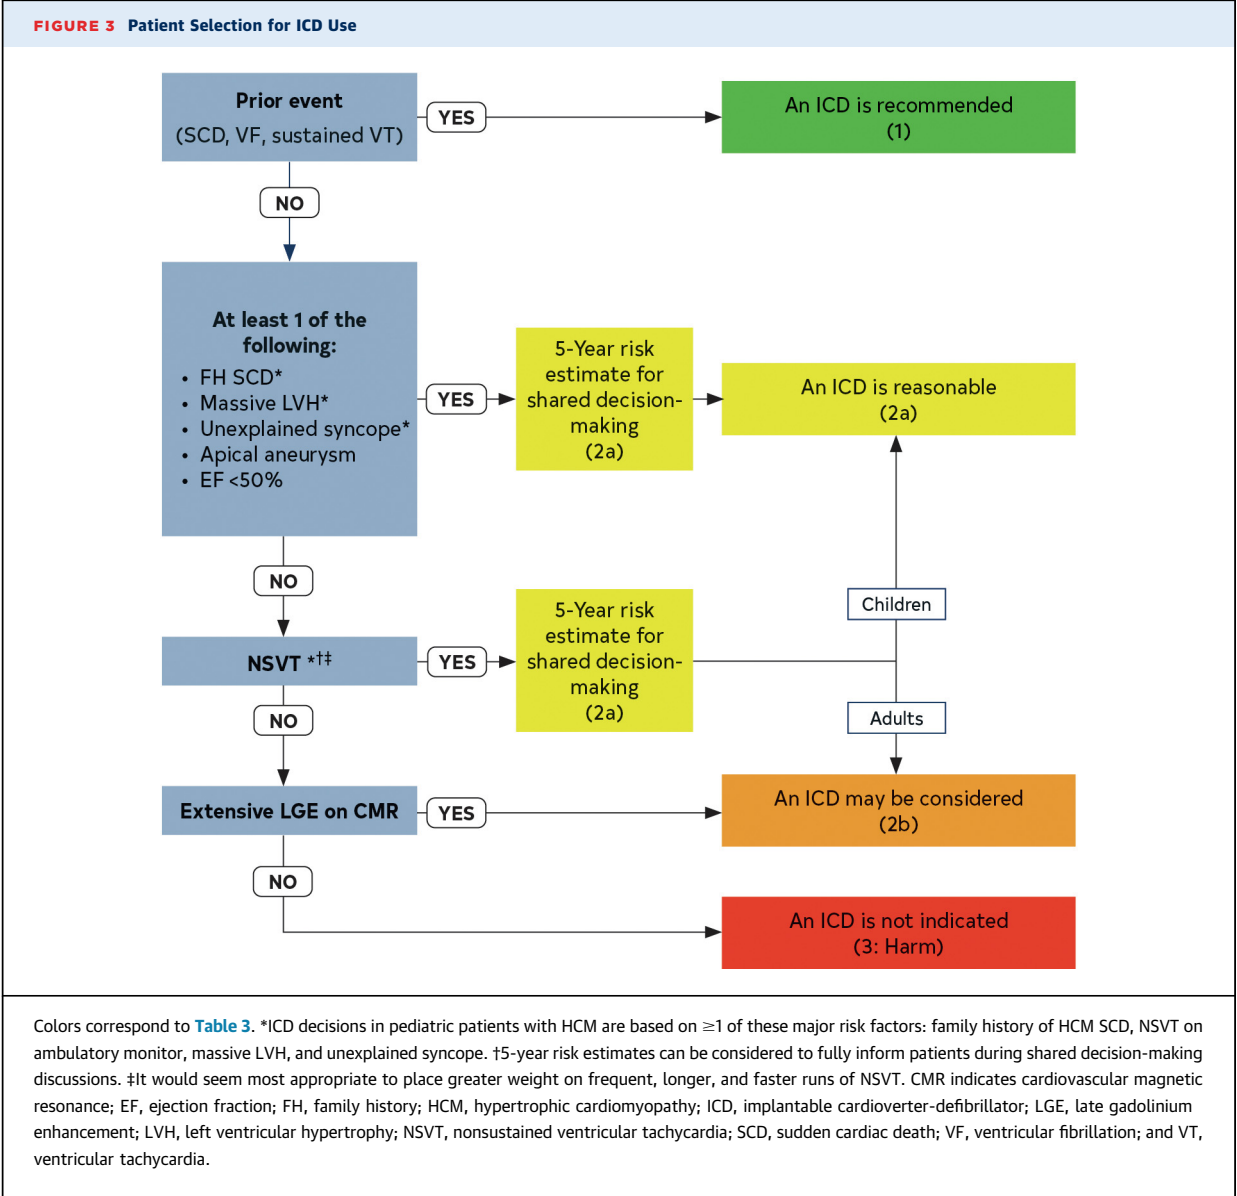 FIGURE 3 Patient Selection for ICD Use
Prior event
(SCD, VF, sustained VT)
YES
An ICD is recommended
(1)
NO
At least 1 of the
following:
• FH SCD*
• Massive LVH*
• Unexplained syncope*
• Apical aneurysm
• EF <50%
YES
5-Year risk
estimate for
shared decision-
making
(2a)
An ICD is reasonable
(2a)
NO
NSVT *†‡
YES
5-Year risk
estimate for
shared decision-
making
(2a)
Children
Adults
NO
Extensive LGE on CMR
YES
An ICD may be considered
(2b)
NO
An ICD is not indicated
(3: Harm)
Colors correspond to Table 3. *ICD decisions in pediatric patients with HCM are based on ≥1 of these major risk factors: family history of HCM SCD, NSVT on
ambulatory monitor, massive LVH, and unexplained syncope. †5-year risk estimates can be considered to fully inform patients during shared decision-making
discussions. ‡It would seem most appropriate to place greater weight on frequent, longer, and faster runs of NSVT. CMR indicates cardiovascular magnetic
resonance; EF, ejection fraction; FH, family history; HCM, hypertrophic cardiomyopathy; ICD, implantable cardioverter-defibrillator; LGE, late gadolinium
enhancement; LVH, left ventricular hypertrophy; NSVT, nonsustained ventricular tachycardia; SCD, sudden cardiac death; VF, ventricular fibrillation; and VT,
ventricular tachycardia.